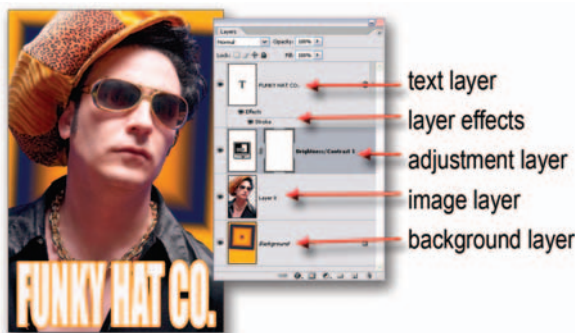 FUNKY HAT CO.
Layers
Normal
Opacity: 100%
Lock:
Fill: 100%
T
FUNKY HAT CO.
Effects
Stroke
Brightness/Contrast 1
Layer 1
Background
text layer
layer effects
adjustment layer
image layer
background layer